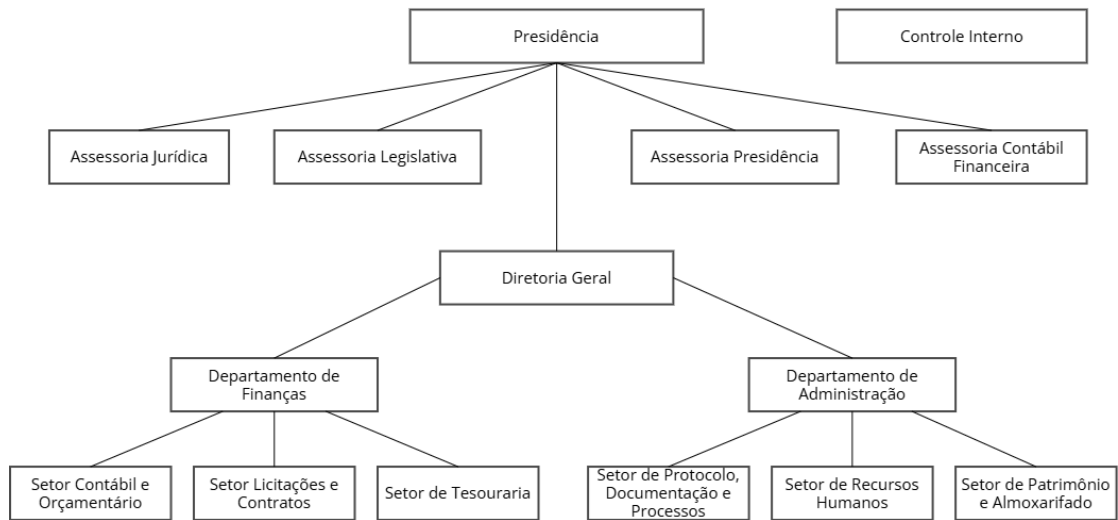 Presidência
Controle Interno
Assessoria Jurídica
Assessoria Legislativa
Assessoria Presidência
Assessoria Contábil
Financeira
Diretoria Geral
Departamento de
Finanças
Departamento de
Administração
Setor Contábil e
Orçamentário
Setor Licitações e
Contratos
Setor de Tesouraria
Setor de Protocolo,
Documentação e
Processos
Setor de Recursos
Humanos
Setor de Patrimônio
e Almoxarifado